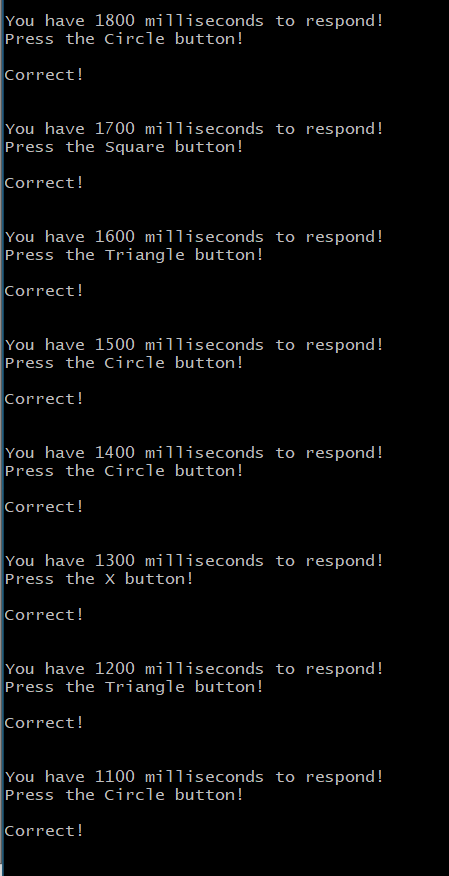 You have 1800 milliseconds to respond!
Press the Circle button!
Correct!
You have 1700 milliseconds to respond!
Press the Square button!
Correct!
You have 1600 milliseconds to respond!
Press the Triangle button!
Correct!
You have 1500 milliseconds to respond!
Press the Circle button!
Correct!
You have 1400 milliseconds to respond!
Press the Circle button!
Correct!
You have 1300 milliseconds to respond!
Press the X button!
Correct!
You have 1200 milliseconds to respond!
Press the Triangle button!
Correct!
You have 1100 milliseconds to respond!
Press the Circle button!
Correct!